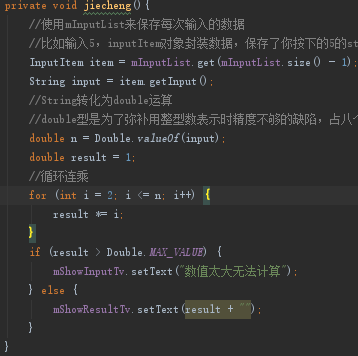 private void jiecheng(){
//使用mInputList来保存每次输入的数据
//比如输入5，inputItem对象封装数据，保存了你按下的5的st
InputItem item = mInputList.get(mInputList.size() - 1);
String input = item.getInput();
//String转化为double运算
//double型是为了弥补用整型数表示时精度不够的缺陷，占八个
double n = Double.valueOf(input);
double result = 1;
//循环连乘
for (int i = 2; i <= n; i++) {
result *= i;
}
if (result > Double.MAX_VALUE) {
mShowInputTv.setText("数值太大无法计算");
} else {
mShowResultTv.setText(result + "");
}
}